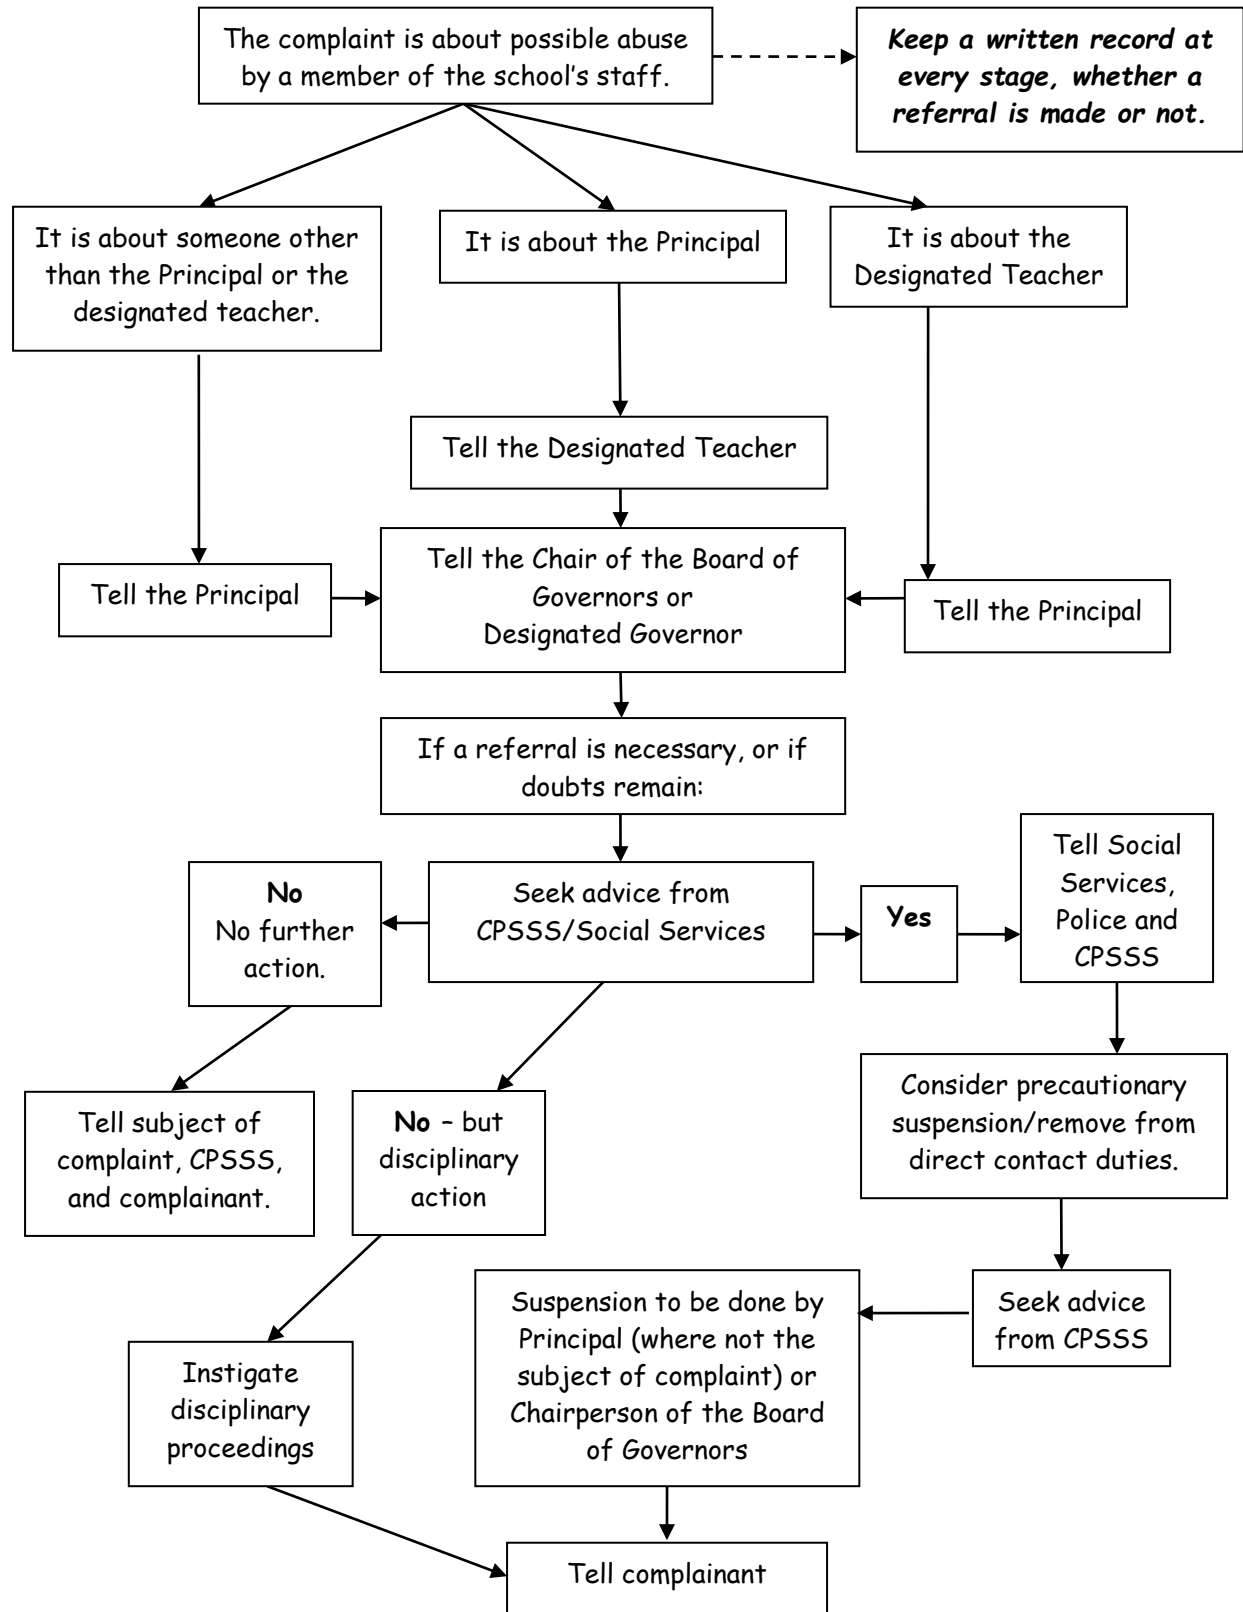 The complaint is about possible abuse
by a member of the school's staff.
Keep a written record at
every stage, whether a
referral is made or not.
It is about someone other
than the Principal or the
designated teacher.
It is about the Principal
It is about the
Designated Teacher
Tell the Designated Teacher
Tell the Principal
Tell the Chair of the Board of
Governors or
Designated Governor
Tell the Principal
If a referral is necessary, or if
doubts remain:
No
No further
action.
Seek advice from
CPSSS/Social Services
Yes
Tell Social
Services,
Police and
CPSSS
Tell subject of
complaint, CPSSS,
and complainant.
No – but
disciplinary
action
Consider precautionary
suspension/remove from
direct contact duties.
Instigate
disciplinary
proceedings
Suspension to be done by
Principal (where not the
subject of complaint) or
Chairperson of the Board
of Governors
Seek advice
from CPSSS
Tell complainant